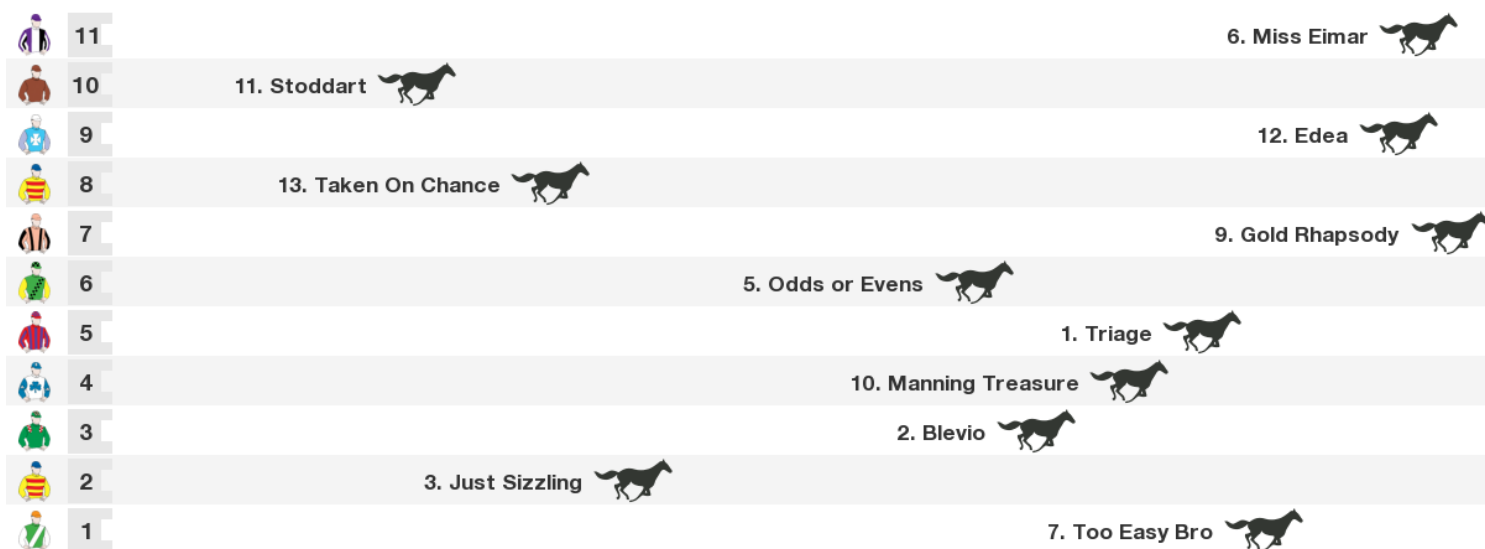 11 6. Miss Eimar
10 11. Stoddart
9 12. Edea
8 13. Taken On Chance
7 9. Gold Rhapsody
6 5. Odds or Evens
5 1. Triage
4 10. Manning Treasure
3 2. Blevio
2 3. Just Sizzling
1 7. Too Easy Bro